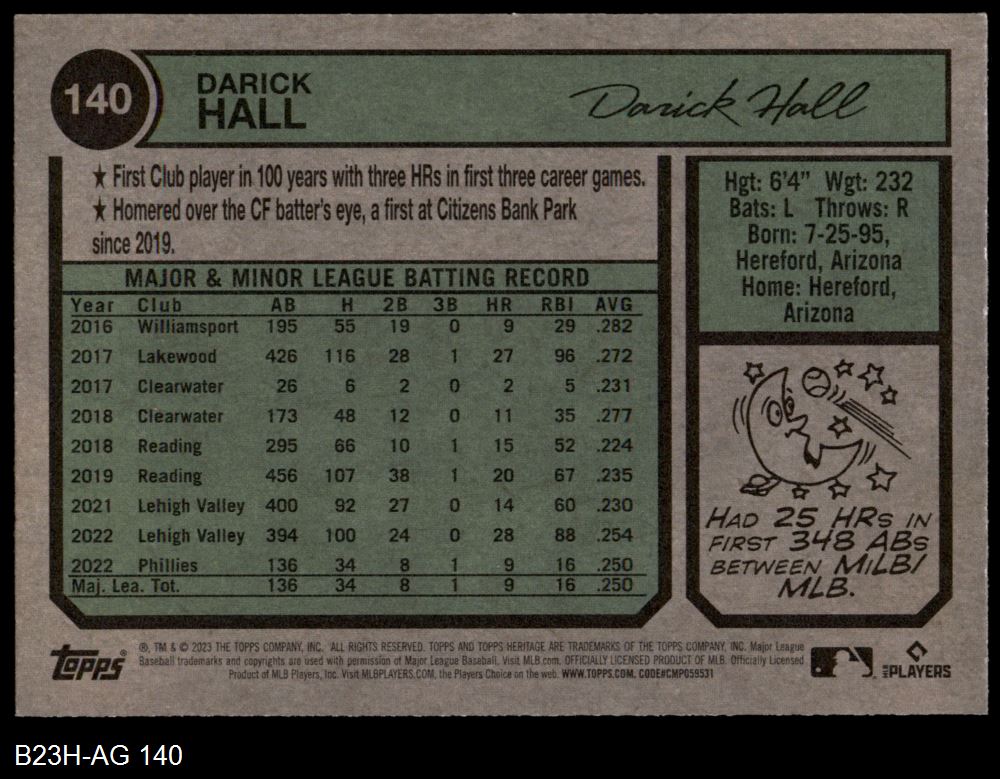 140
DARICK
HALL
Darick Hall
★ First Club player in 100 years with three HRs in first three career games.
★ Homered over the CF batter's eye, a first at Citizens Bank Park
since 2019.
MAJOR & MINOR LEAGUE BATTING RECORD
Year Club AB H 2B 3B HR RBI AVG
2016 Williamsport 195 55 19 0 9 29 .282
2017 Lakewood 426 116 28 1 27 96 .272
2017 Clearwater 26 6 2 0 2 5 .231
2018 Clearwater 173 48 12 0 11 35 .277
2018 Reading 295 66 10 1 15 52 .224
2019 Reading 456 107 38 1 20 67 .235
2021 Lehigh Valley 400 92 27 0 14 60 .230
2022 Lehigh Valley 394 100 24 0 28 88 .254
2022 Phillies 136 34 8 1 9 16 .250
Maj. Lea. Tot. 136 34 8 1 9 16 .250
Hgt: 6'4" Wgt: 232
Bats: L Throws: R
Born: 7-25-95,
Hereford, Arizona
Home: Hereford,
Arizona
HAD 25 HRs IN
FIRST 348 ABs
BETWEEN MiLB/
MLB.
topps®
®, TM & © 2023 THE TOPPS COMPANY, INC. ALL RIGHTS RESERVED. TOPPS AND TOPPS HERITAGE ARE TRADEMARKS OF THE TOPPS COMPANY, INC. Major League
Baseball trademarks and copyrights are used with permission of Major League Baseball. Visit MLB.com. OFFICIALLY LICENSED PRODUCT OF MLB. Officially Licensed
Product of MLB Players, Inc. Visit MLBPLAYERS.COM, the Players Choice on the web. WWW.TOPPS.COM. CODE#CMP059531
MLB PLAYERS
B23H-AG 140